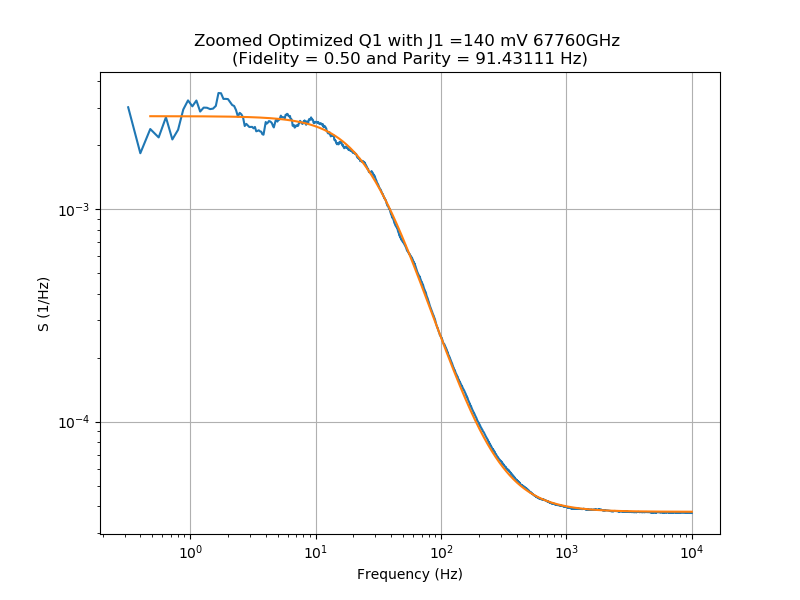 Zoomed Optimized Q1 with J1 =140 mV 67760GHz
(Fidelity = 0.50 and Parity = 91.43111 Hz)
S (1/Hz)
10⁻³
10⁻⁴
10⁰ 10¹ 10² 10³ 10⁴
Frequency (Hz)